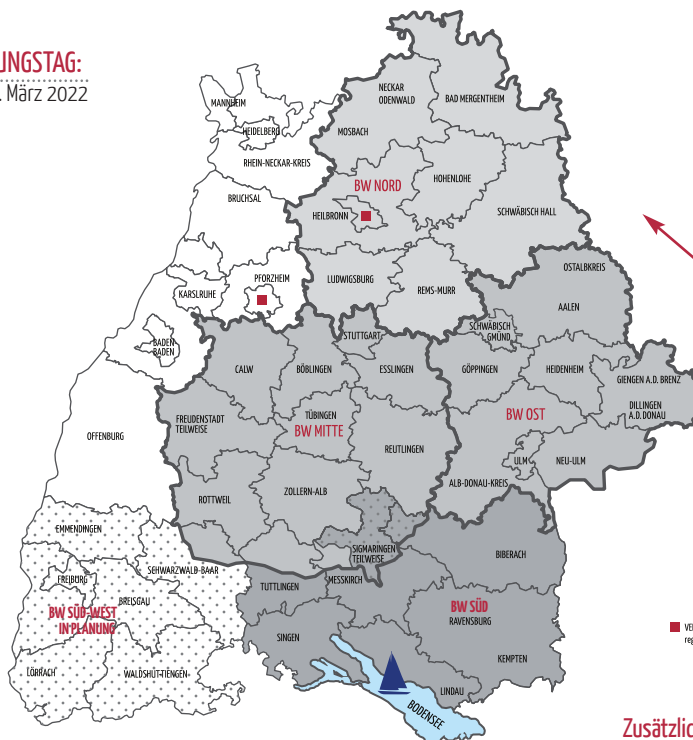 UNGSTAG:
. März 2022
MANNHEIM
HEIDELBERG
RHEIN-NECKAR-KREIS
BRUCHSAL
NECKAR
ODENWALD
BAD MERGENTHEIM
MOSBACH
BW NORD
HOHENLOHE
HEILBRONN
SCHWÄBISCH HALL
PFORZHEIM
KARLSRUHE
LUDWIGSBURG
REMS-MURR
OSTALBKREIS
AALEN
BADEN
BADEN
STUTTGART
SCHWÄBISCH
GMÜND
CALW
BÖBLINGEN
ESSLINGEN
GÖPPINGEN
HEIDENHEIM
GIENGEN A.D. BRENZ
DILLINGEN
A.D. DONAU
FREUDENSTADT
TEILWEISE
TÜBINGEN
BW MITTE
BW OST
OFFENBURG
REUTLINGEN
ULM
NEU-ULM
ROTTWEIL
ZOLLERN-ALB
ALB-DONAU-KREIS
EMMENDINGEN
SIGMARINGEN
TEILWEISE
BIBERACH
SCHWARZWALD-BAAR
FREIBURG
BREISGAU
TUTTLINGEN
MESSKIRCH
BW SÜD-WEST
IN PLANUNG
BW SÜD
RAVENSBURG
SINGEN
KEMPTEN
LÖRRACH
WALDSHUT-TIENGEN
LINDAU
BODENSEE
VE
reg
Zusätzlic